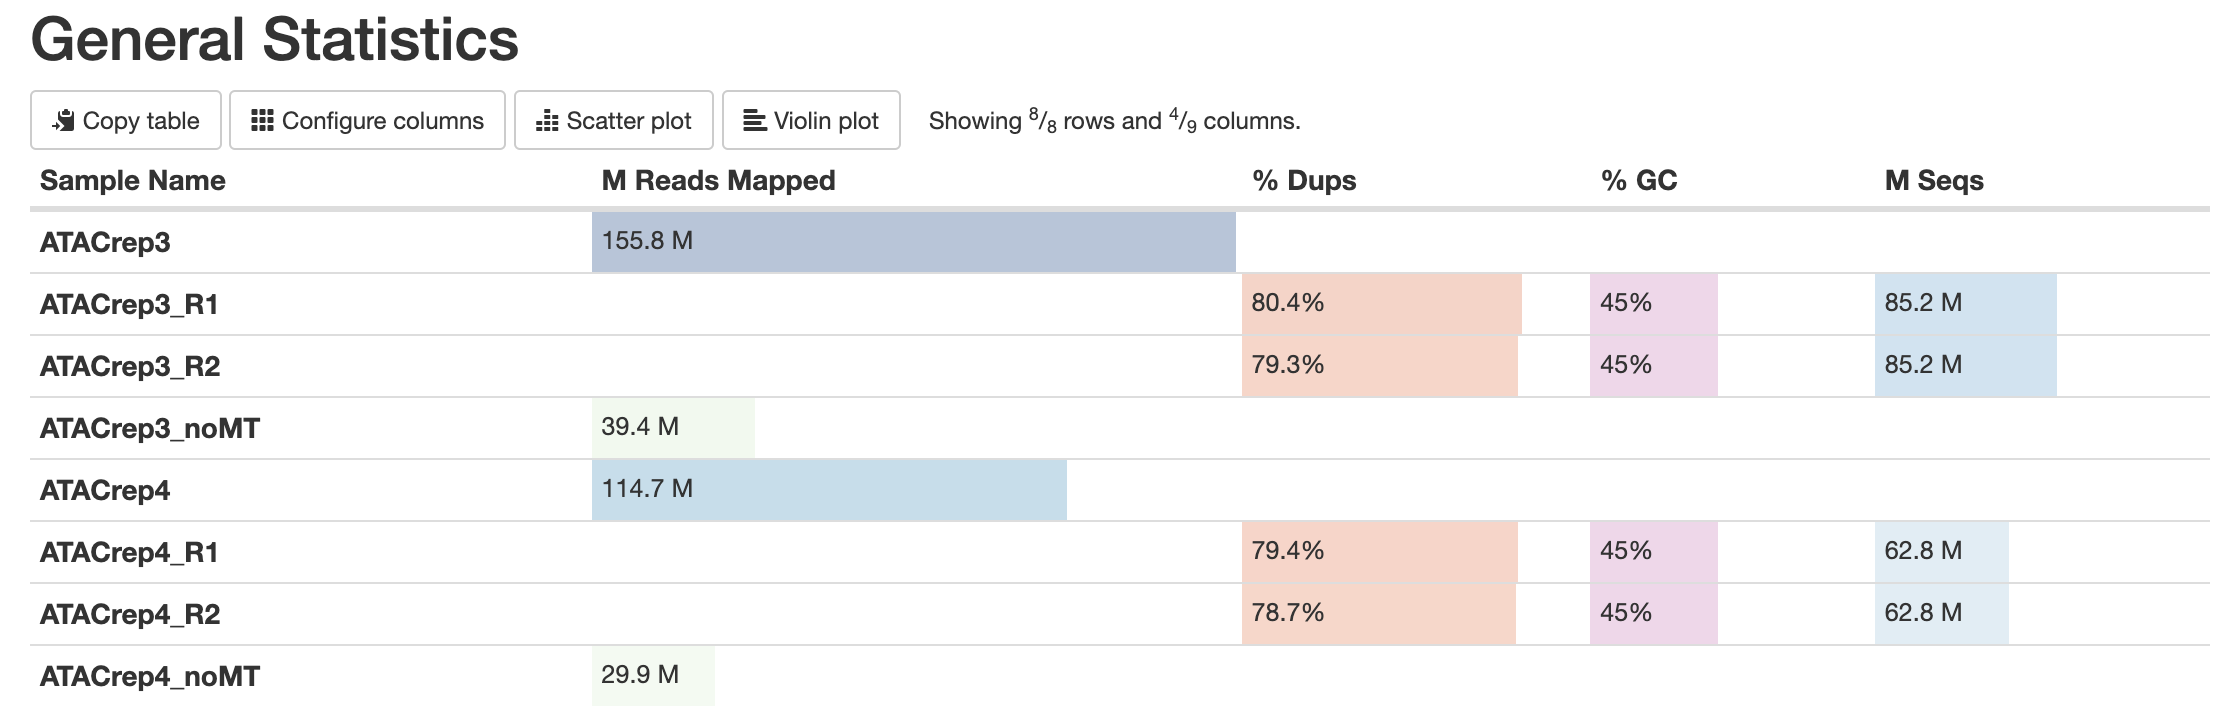 General Statistics
Copy table Configure columns Scatter plot Violin plot Showing 8/8 rows and 4/9 columns.
Sample Name M Reads Mapped % Dups % GC M Seqs
ATACrep3 155.8 M
ATACrep3_R1 80.4% 45% 85.2 M
ATACrep3_R2 79.3% 45% 85.2 M
ATACrep3_noMT 39.4 M
ATACrep4 114.7 M
ATACrep4_R1 79.4% 45% 62.8 M
ATACrep4_R2 78.7% 45% 62.8 M
ATACrep4_noMT 29.9 M